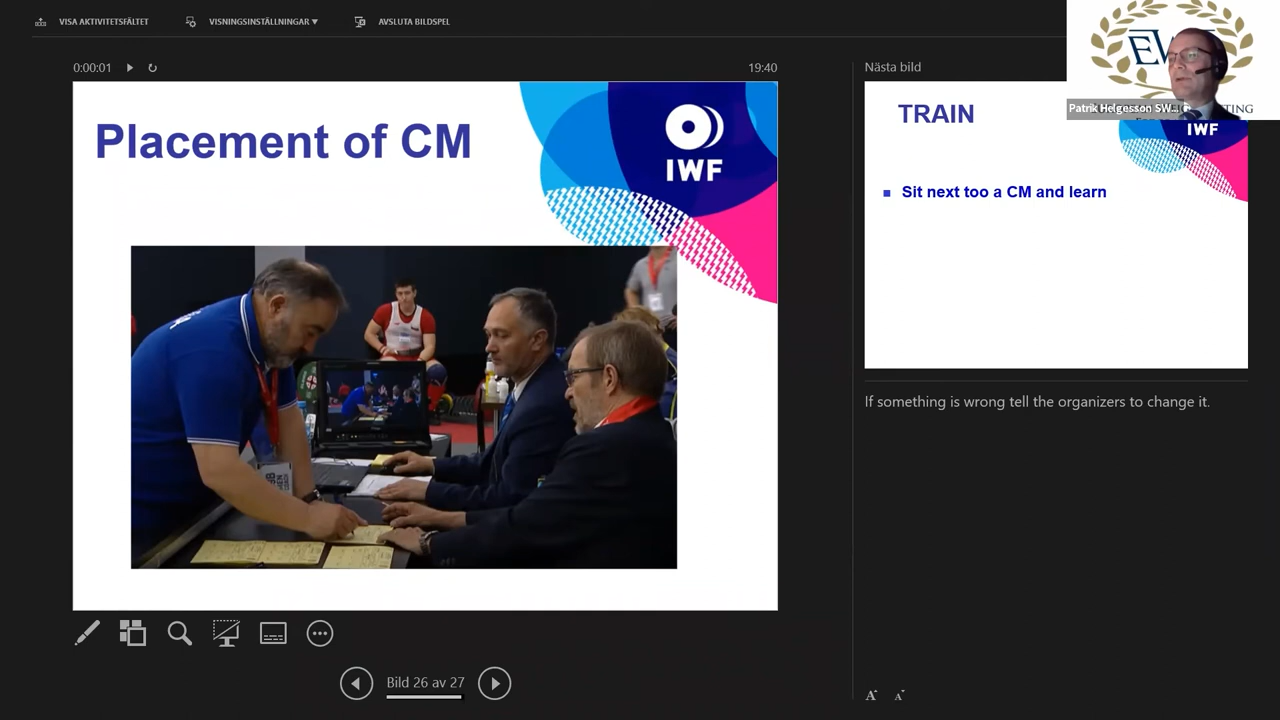 VISA AKTIVITETSFÄLTET
VISNINGSINSTÄLLNINGAR ▼
AVSLUTA BILDSPEL
0:00:01
19:40
Placement of CM
IWF
Bild 26 av 27
Nästa bild
TRAIN
IWF
Sit next too a CM and learn
If something is wrong tell the organizers to change it.
Patrik Helgesson SW...